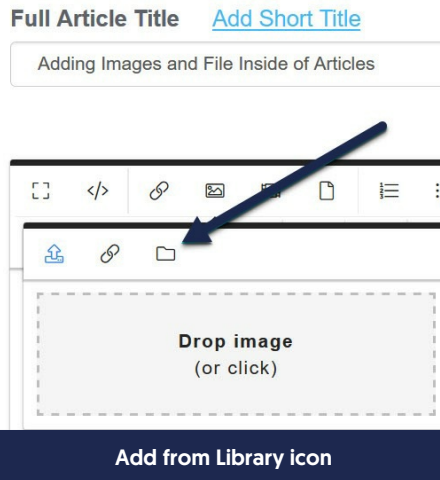 Full Article Title Add Short Title
Adding Images and File Inside of Articles
</>
Drop image
(or click)
Add from Library icon